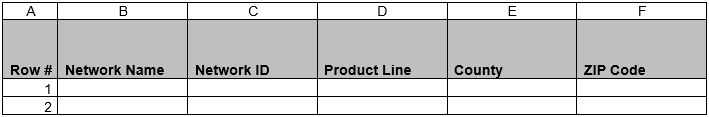 A B C D E F
Row # Network Name Network ID Product Line County ZIP Code
1
2